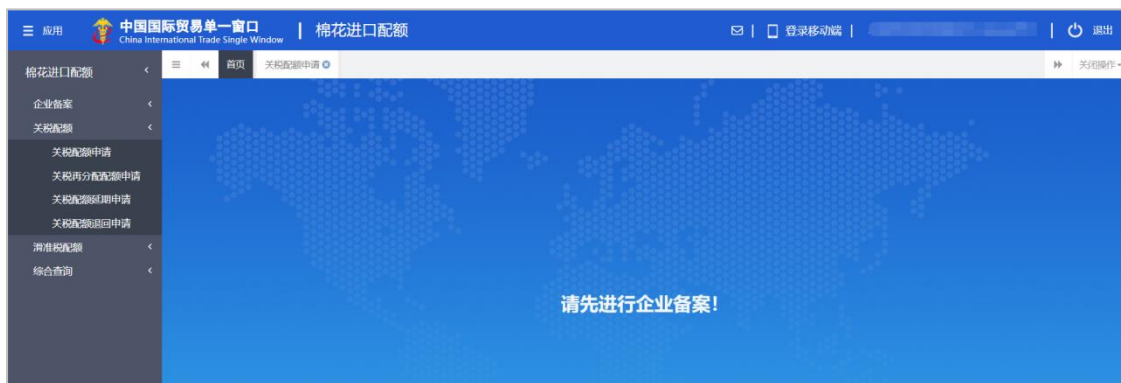 应用
中国国际贸易单一窗口
China International Trade Single Window
棉花进口配额
登录移动端
退出
棉花进口配额
首页
关税配额申请
关闭操作
企业备案
关税配额
关税配额申请
关税再分配配额申请
关税配额延期申请
关税配额退回申请
滑准税配额
综合查询
请先进行企业备案!